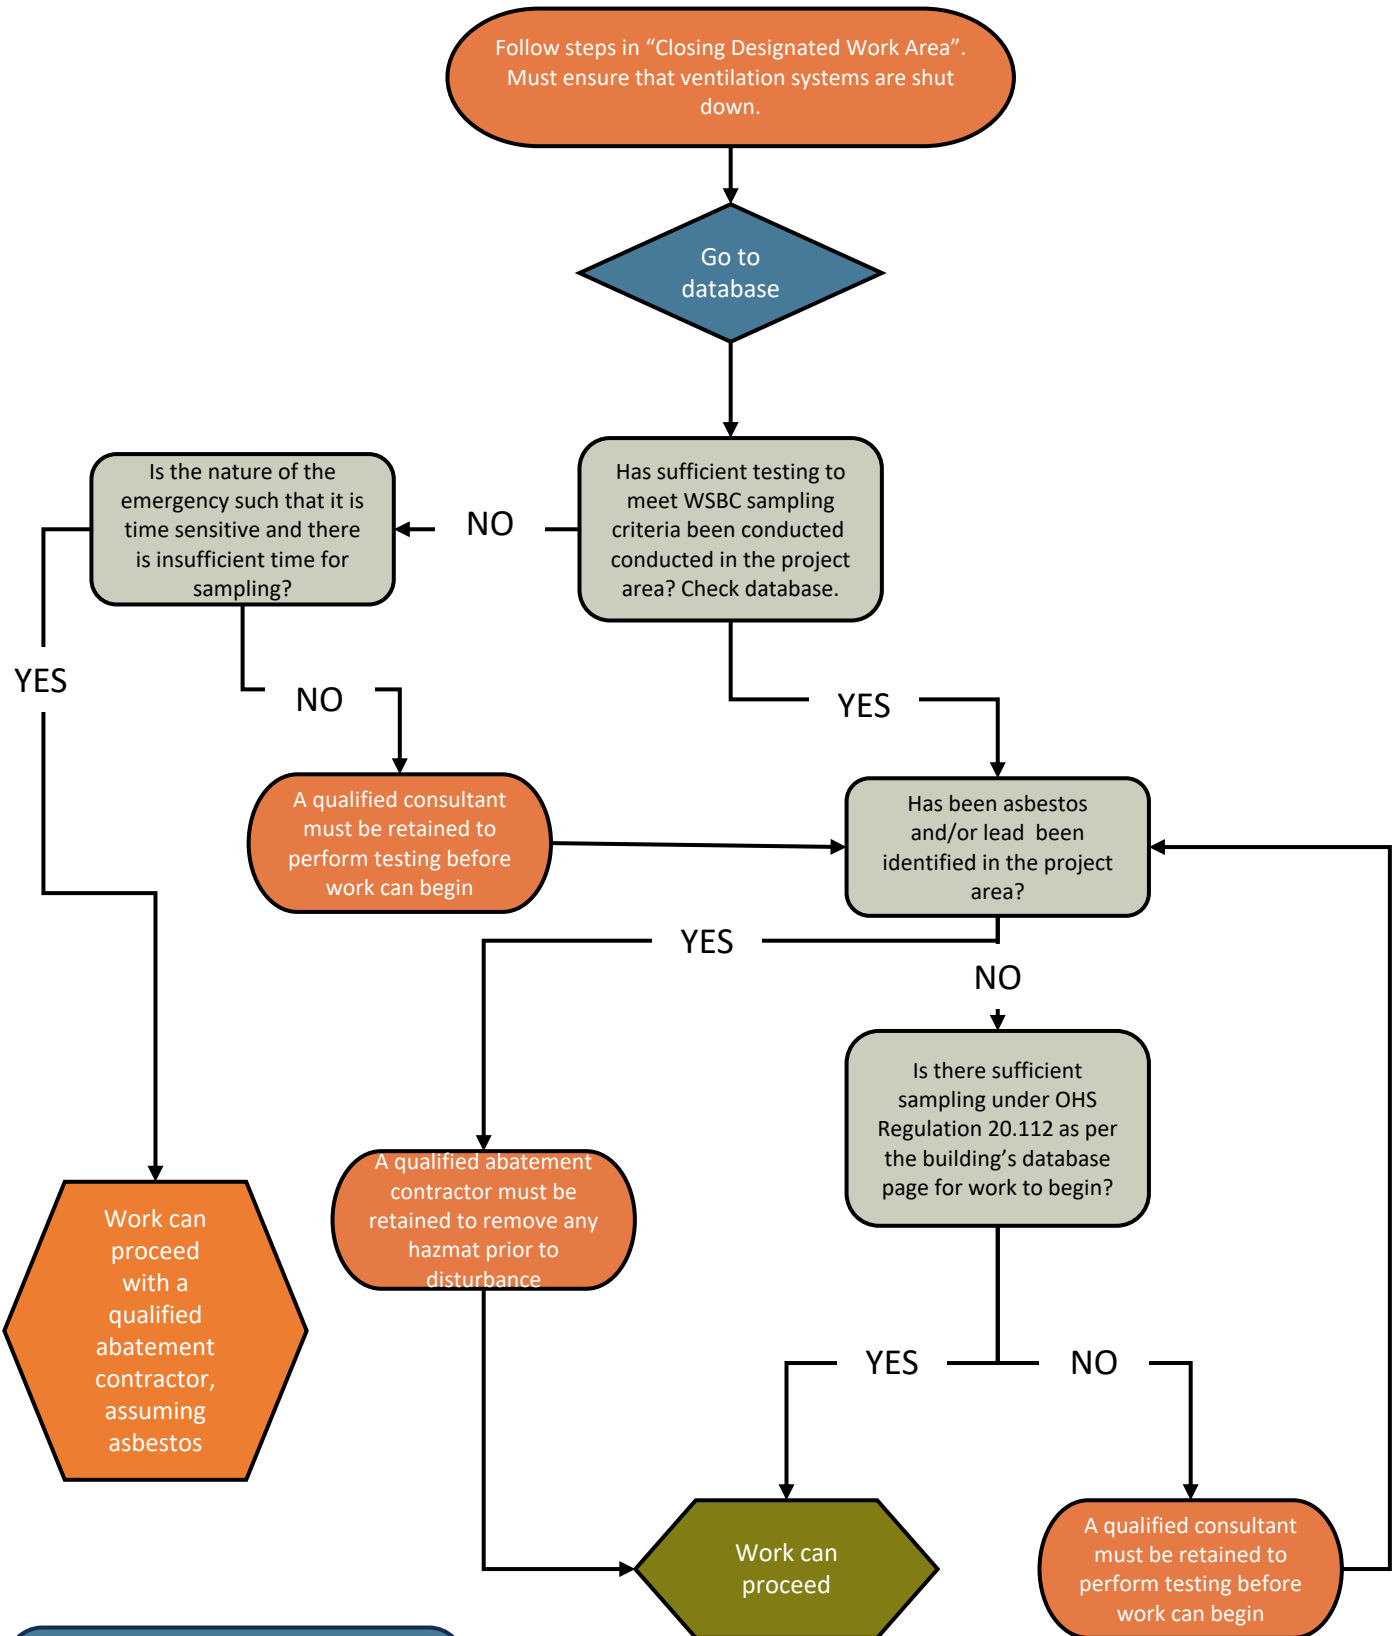 Follow steps in “Closing Designated Work Area”.
Must ensure that ventilation systems are shut
down.
Go to
database
Is the nature of the
emergency such that it is
time sensitive and there
is insufficient time for
sampling?
NO
Has sufficient testing to
meet WSBC sampling
criteria been conducted
conducted in the project
area? Check database.
YES
NO
YES
A qualified consultant
must be retained to
perform testing before
work can begin
Has been asbestos
and/or lead  been
identified in the project
area?
YES
NO
Is there sufficient
sampling under OHS
Regulation 20.112 as per
the building’s database
page for work to begin?
A qualified abatement
contractor must be
retained to remove any
hazmat prior to
disturbance
Work can
proceed
with a
qualified
abatement
contractor,
assuming
asbestos
YES
NO
Work can
proceed
A qualified consultant
must be retained to
perform testing before
work can begin